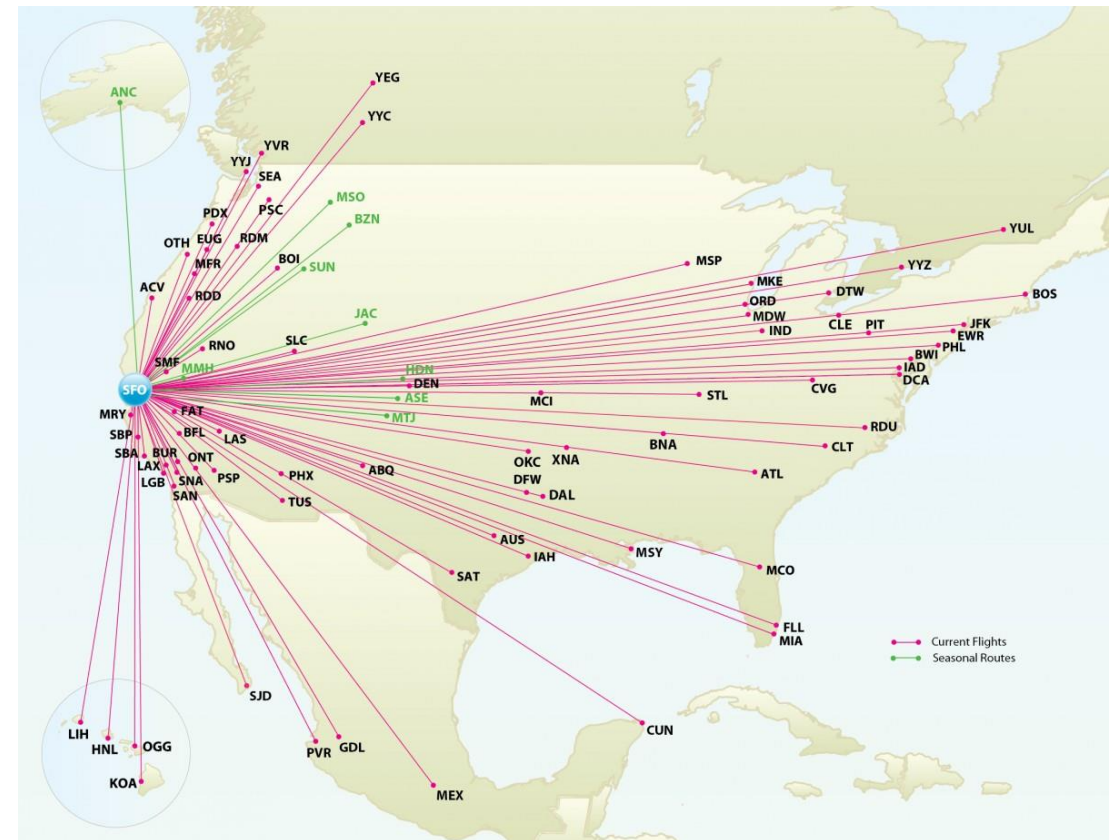 YEG
ANC
YYC
YVR
YYJ
SEA
MSO
PSC
PDX
BZN
YUL
EUG
RDM
OTH
BOI
MSP
YYZ
MFR
SUN
MKE
DTW
ACV
RDD
BOS
ORD
JAC
MDW
CLE
PIT
JFK
IND
EWR
RNO
SLC
PHL
BWI
SMF
MMH
HDN
IAD
DEN
DCA
SFO
CVG
ASE
STL
MCI
MRY
FAT
MTJ
RDU
SBP
BFL
LAS
BNA
CLT
SBA
BUR
ONT
OKC
XNA
LAX
ABQ
ATL
LGB
SNA
PSP
PHX
DFW
SAN
DAL
TUS
AUS
MSY
IAH
SAT
MCO
FLL
MIA
Current Flights
Seasonal Routes
SJD
CUN
LIH
HNL
OGG
PVR
GDL
KOA
MEX